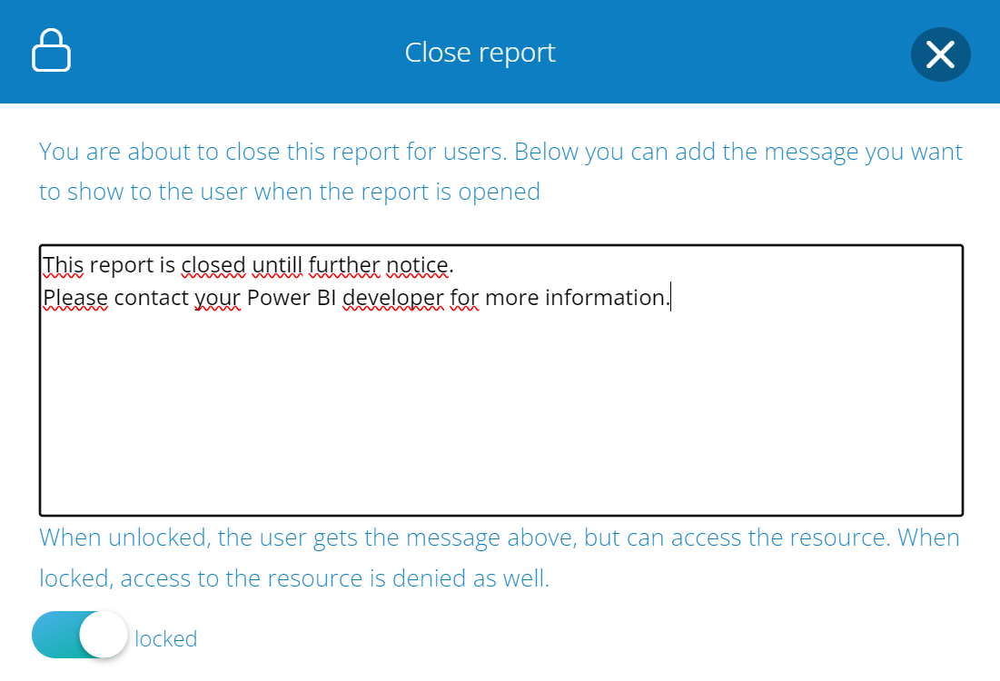 Close report
You are about to close this report for users. Below you can add the message you want
to show to the user when the report is opened
This report is closed untill further notice.
Please contact your Power BI developer for more information.
When unlocked, the user gets the message above, but can access the resource. When
locked, access to the resource is denied as well.
locked